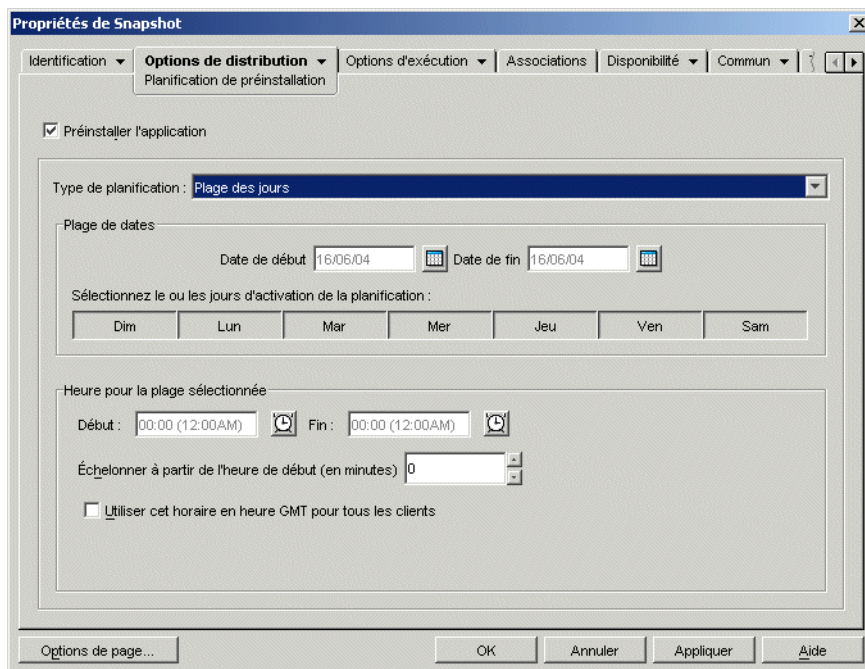 Propriétés de Snapshot
Identification Options de distribution Options d'exécution Associations Disponibilité Commun
Planification de préinstallation
Préinstaller l'application
Type de planification : Plage des jours
Plage de dates
Date de début 16/06/04 Date de fin 16/06/04
Sélectionnez le ou les jours d'activation de la planification :
Dim Lun Mar Mer Jeu Ven Sam
Heure pour la plage sélectionnée
Début : 00:00 (12:00AM) Fin : 00:00 (12:00AM)
Échelonner à partir de l'heure de début (en minutes) 0
Utiliser cet horaire en heure GMT pour tous les clients
Options de page... OK Annuler Appliquer Aide